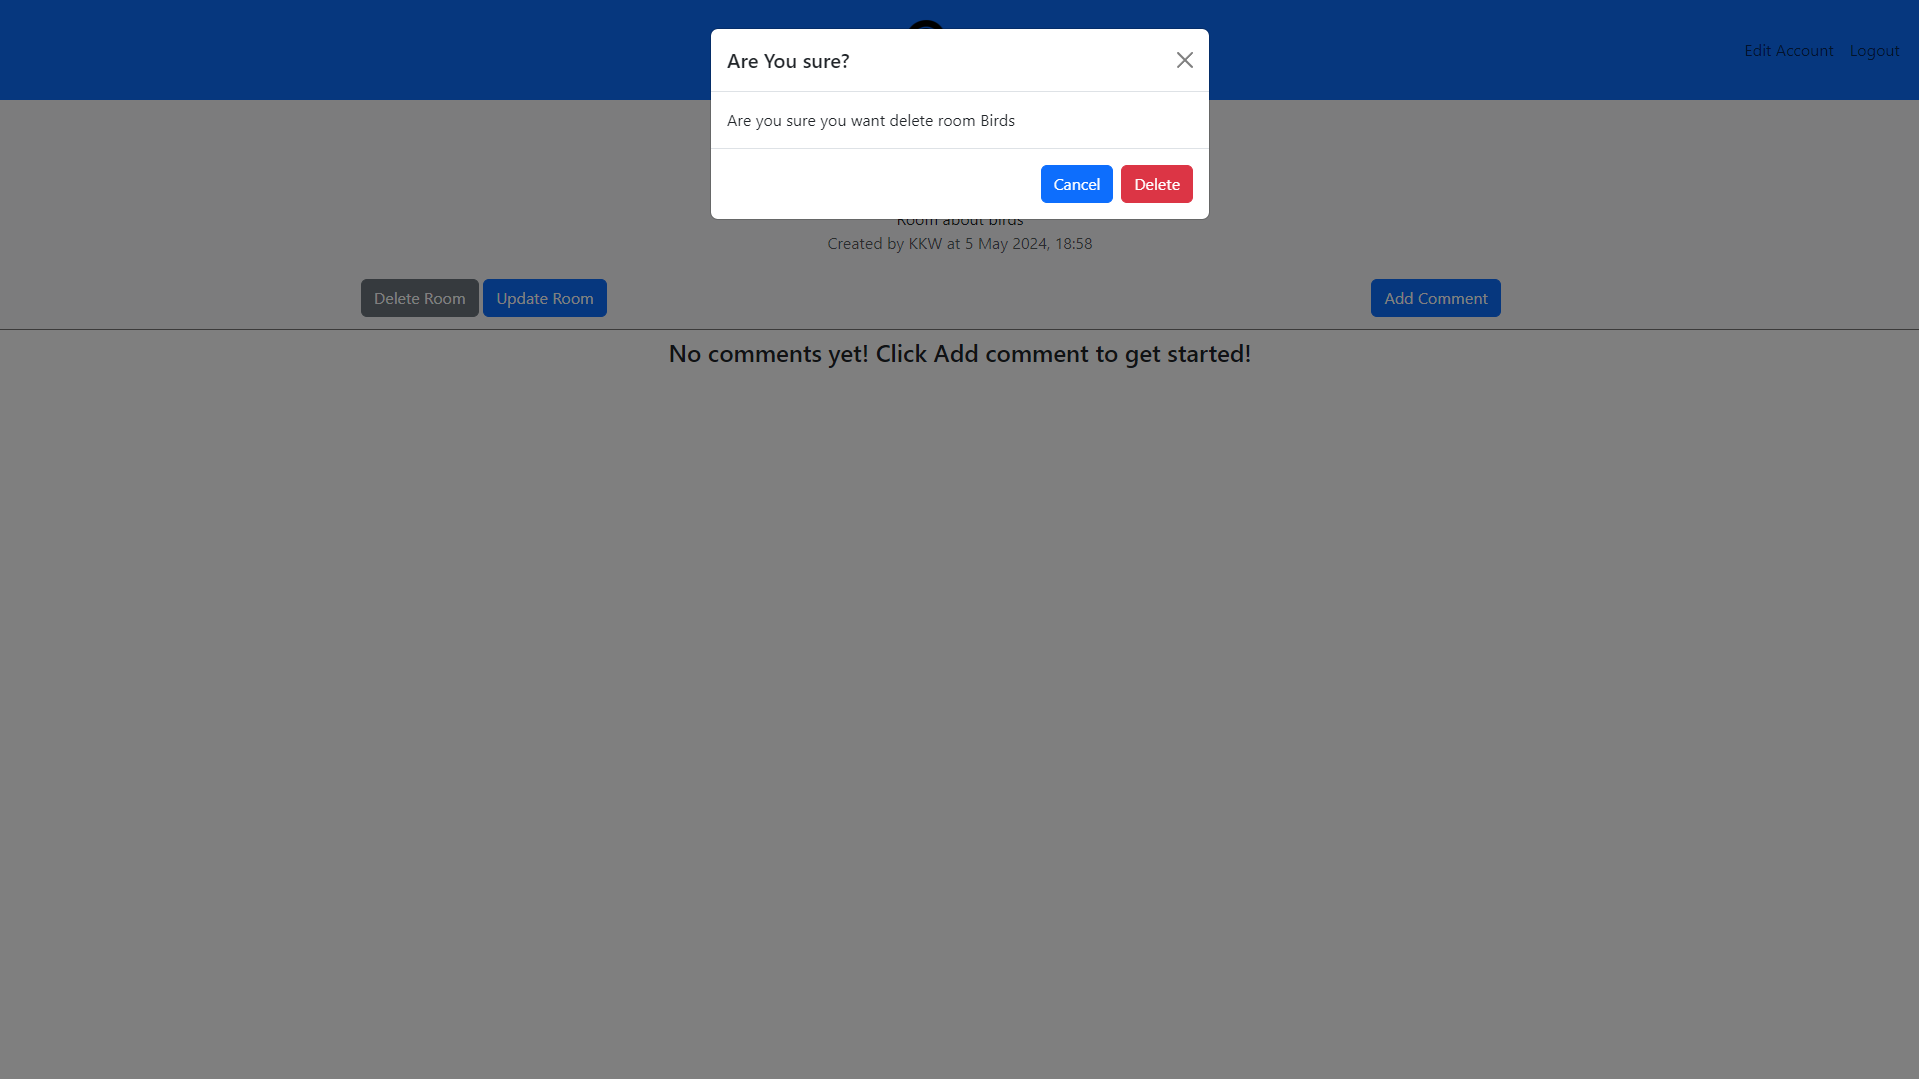 Edit Account Logout
Are You sure?
Are you sure you want delete room Birds
Cancel Delete
Room about birds
Created by KKW at 5 May 2024, 18:58
Delete Room Update Room Add Comment
No comments yet! Click Add comment to get started!